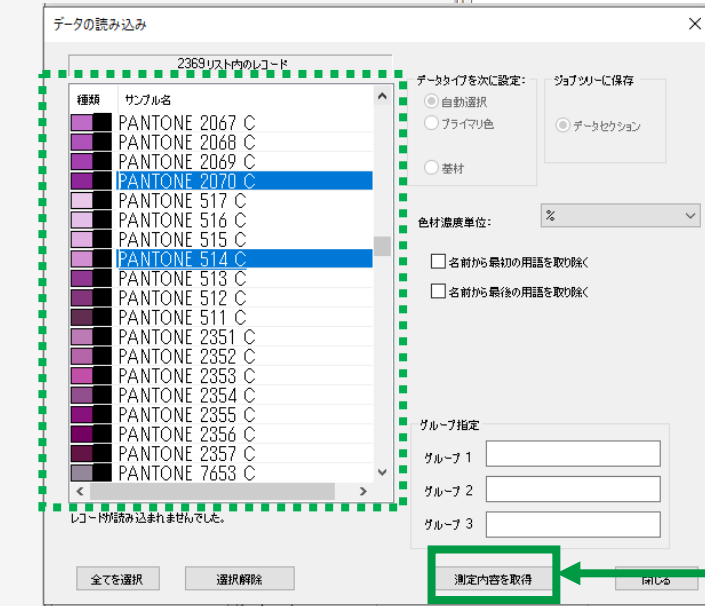 データの読み込み
2369リスト内のレコード
種類 サンプル名
PANTONE 2067 C
PANTONE 2068 C
PANTONE 2069 C
PANTONE 2070 C
PANTONE 517 C
PANTONE 516 C
PANTONE 515 C
PANTONE 514 C
PANTONE 513 C
PANTONE 512 C
PANTONE 511 C
PANTONE 2351 C
PANTONE 2352 C
PANTONE 2353 C
PANTONE 2354 C
PANTONE 2355 C
PANTONE 2356 C
PANTONE 2357 C
PANTONE 7653 C
レコードが読み込まれませんでした。
全てを選択
選択解除
データタイプを次に設定:
自動選択
プライマリ色
基材
ジョブツリーに保存
データセクション
色材濃度単位:
%
名前から最初の用語を取り除く
名前から最後の用語を取り除く
グループ指定
グループ 1
グループ 2
グループ 3
測定内容を取得
閉じる